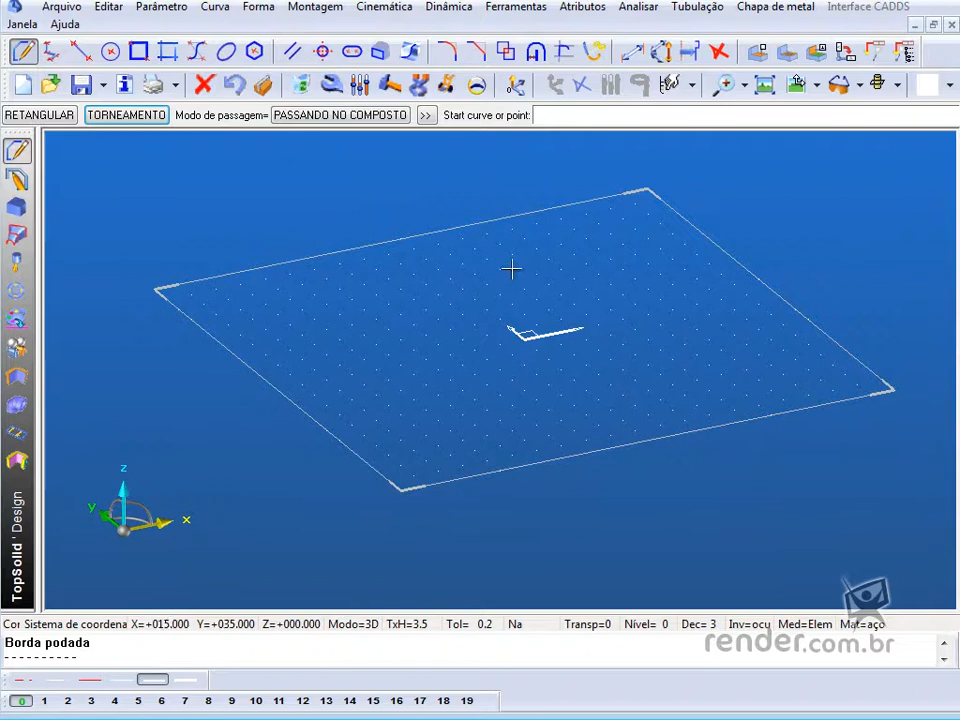 Arquivo Editar Parâmetro Curva Forma Montagem Cinemática Dinâmica Ferramentas Atributos Analisar Tubulação Chapa de metal Interface CADDS
Janela Ajuda
RETANGULAR TORNEAMENTO Modo de passagem= PASSANDO NO COMPOSTO >> Start curve or point:
z
y
x
TopSolid'Design
Cor Sistema de coordena X=+015.000 Y=+035.000 Z=+000.000 Modo=3D TxH=3.5 Tol= 0.2 Na Transp=0 Nível= 0 Dec= 3 Inv=ocu Med=Elem Mat=aço
Borda podada
render.com.br
0 1 2 3 4 5 6 7 8 9 10 11 12 13 14 15 16 17 18 19